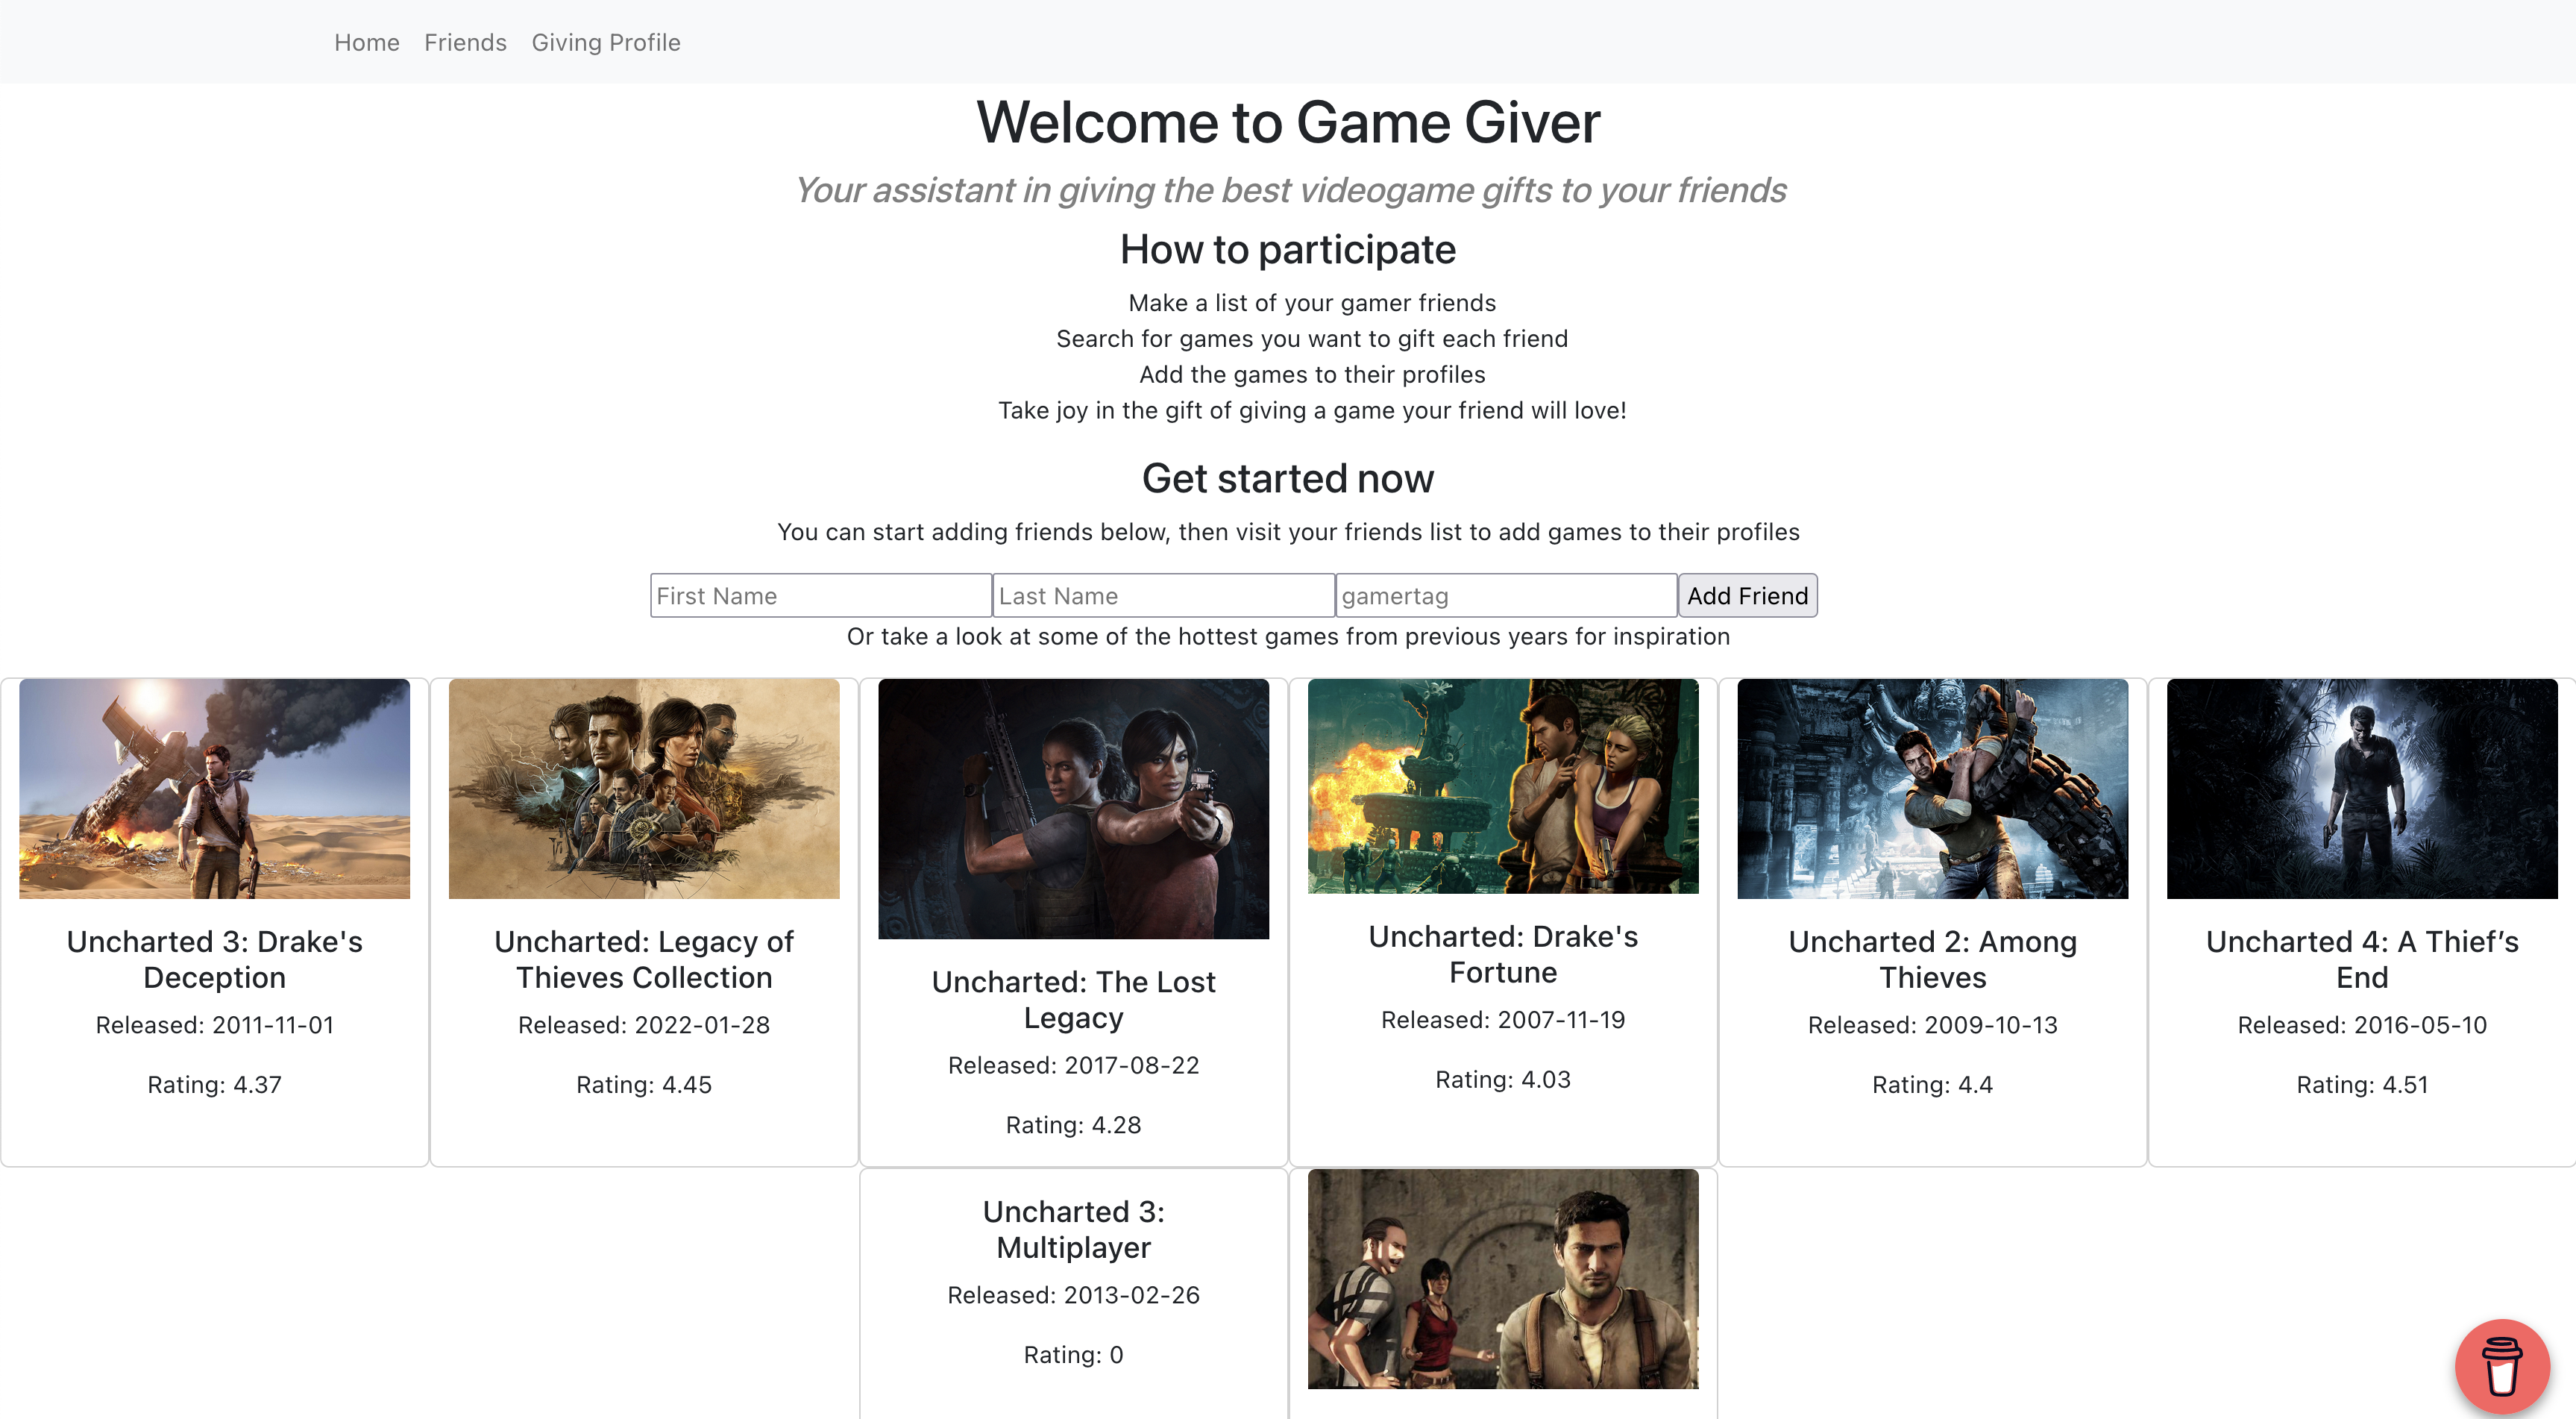 Home Friends Giving Profile
Welcome to Game Giver
Your assistant in giving the best videogame gifts to your friends
How to participate
Make a list of your gamer friends
Search for games you want to gift each friend
Add the games to their profiles
Take joy in the gift of giving a game your friend will love!
Get started now
You can start adding friends below, then visit your friends list to add games to their profiles
First Name Last Name gamertag Add Friend
Or take a look at some of the hottest games from previous years for inspiration
Uncharted 3: Drake's
Deception
Released: 2011-11-01
Rating: 4.37
Uncharted: Legacy of
Thieves Collection
Released: 2022-01-28
Rating: 4.45
Uncharted: The Lost
Legacy
Released: 2017-08-22
Rating: 4.28
Uncharted: Drake's
Fortune
Released: 2007-11-19
Rating: 4.03
Uncharted 2: Among
Thieves
Released: 2009-10-13
Rating: 4.4
Uncharted 4: A Thief’s
End
Released: 2016-05-10
Rating: 4.51
Uncharted 3:
Multiplayer
Released: 2013-02-26
Rating: 0